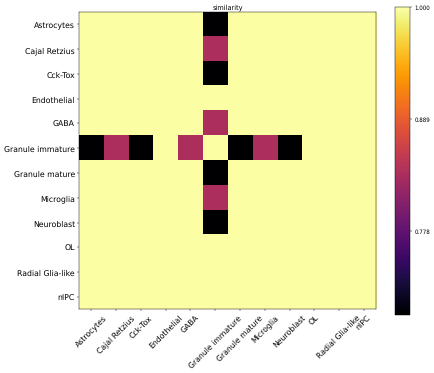 similarity
Astrocytes
Cajal Retzius
Cck-Tox
Endothelial
GABA
Granule immature
Granule mature
Microglia
Neuroblast
OL
Radial Glia-like
nIPC
Astrocytes
Cajal Retzius
Cck-Tox
Endothelial
GABA
Granule immature
Granule mature
Microglia
Neuroblast
OL
Radial Glia-like
nIPC
1.000
0.889
0.778